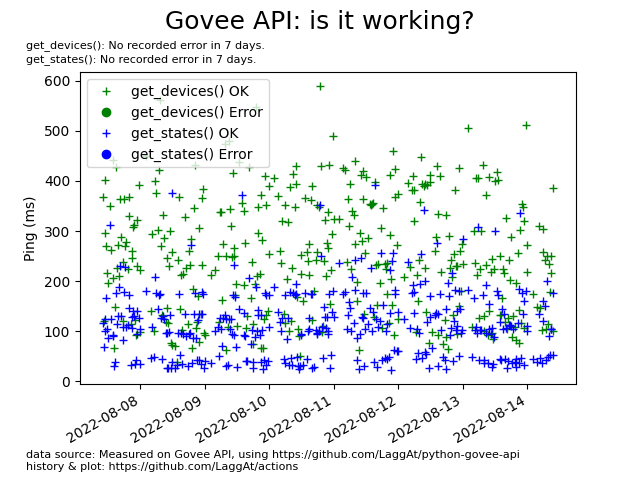 Govee API: is it working?
get_devices(): No recorded error in 7 days.
get_states(): No recorded error in 7 days.
600
500
400
300
200
100
0
Ping (ms)
get_devices() OK
get_devices() Error
get_states() OK
get_states() Error
2022-08-08
2022-08-09
2022-08-10
2022-08-11
2022-08-12
2022-08-13
2022-08-14
data source: Measured on Govee API, using https://github.com/LaggAt/python-govee-api
history & plot: https://github.com/LaggAt/actions